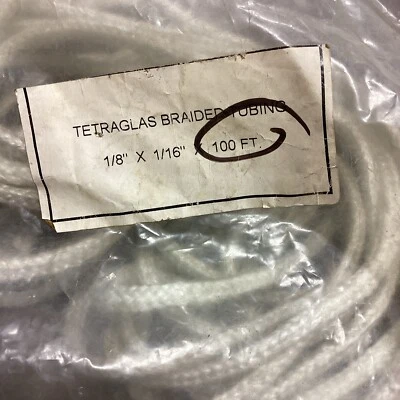 TETRAGLAS BRAIDED TUBING
1/8" X 1/16" X 100 FT.